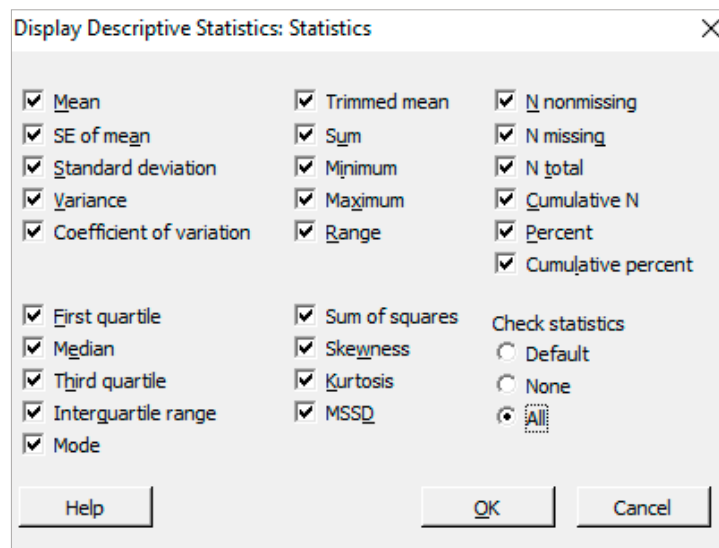 Display Descriptive Statistics: Statistics
Mean
SE of mean
Standard deviation
Variance
Coefficient of variation
Trimmed mean
Sum
Minimum
Maximum
Range
N nonmissing
N missing
N total
Cumulative N
Percent
Cumulative percent
First quartile
Median
Third quartile
Interquartile range
Mode
Sum of squares
Skewness
Kurtosis
MSSD
Check statistics
Default
None
All
Help
OK
Cancel